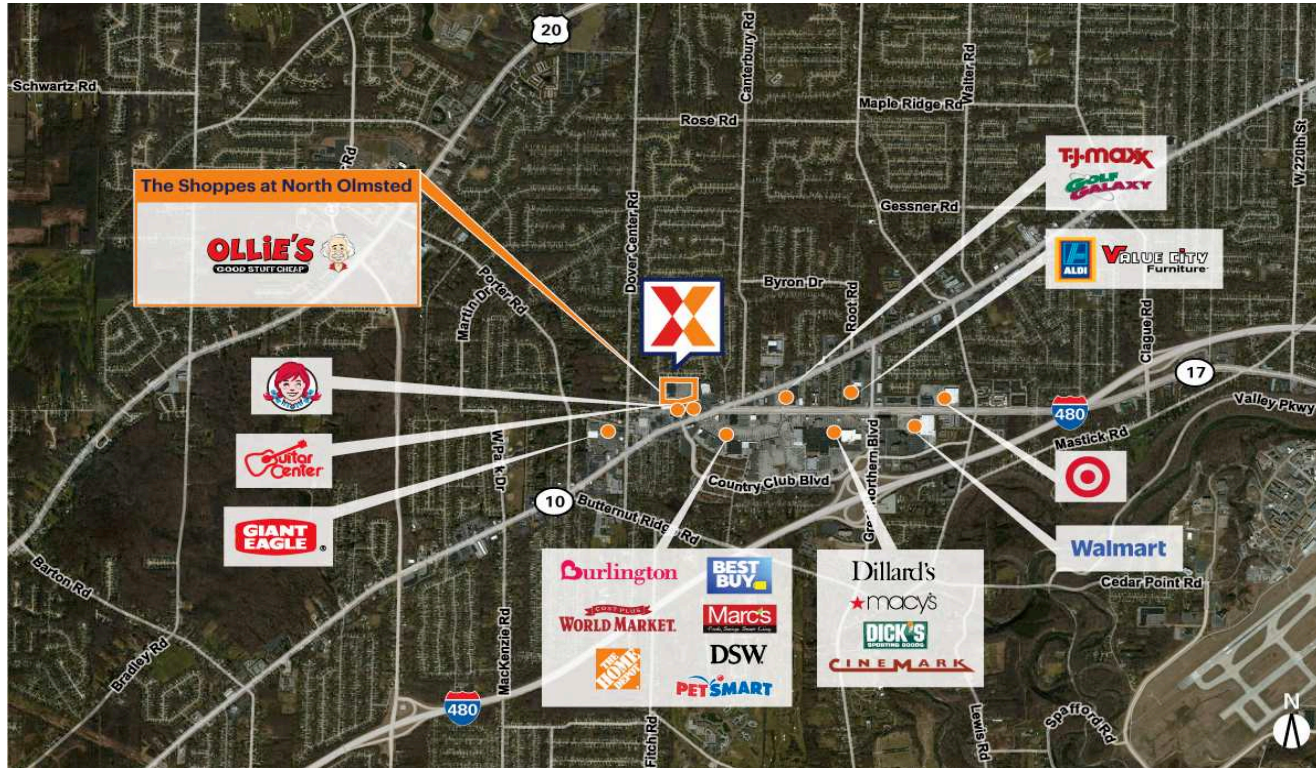 20
Schwartz Rd
Canterbury Rd
Walter Rd
Maple Ridge Rd
Rose Rd
W 220th St
T·J·maxx
GOLF
GALAXY
The Shoppes at North Olmsted
OLLIE'S
GOOD STUFF CHEAP
Rd
Gessner Rd
Dover Center Rd
Porter Rd
Martin Dr
ALDI
VALUE CITY
Furniture
Byron Dr
Root Rd
Clague Rd
17
480
Valley Pkwy
Mastick Rd
Guitar
Center
W Park Dr
Country Club Blvd
Great Northern Blvd
10
Butternut Ridge Rd
GIANT
EAGLE ®
Walmart
Cedar Point Rd
Barton Rd
Bradley Rd
MacKenzie Rd
Burlington
BEST
BUY
COST PLUS
WORLD MARKET.
Marc's
THE
HOME
DEPOT
DSW
PETSMART
Dillard's
macy's
DICK'S
SPORTING GOODS
CINEMARK
480
Fitch Rd
Lewis Rd
Spafford Rd
N